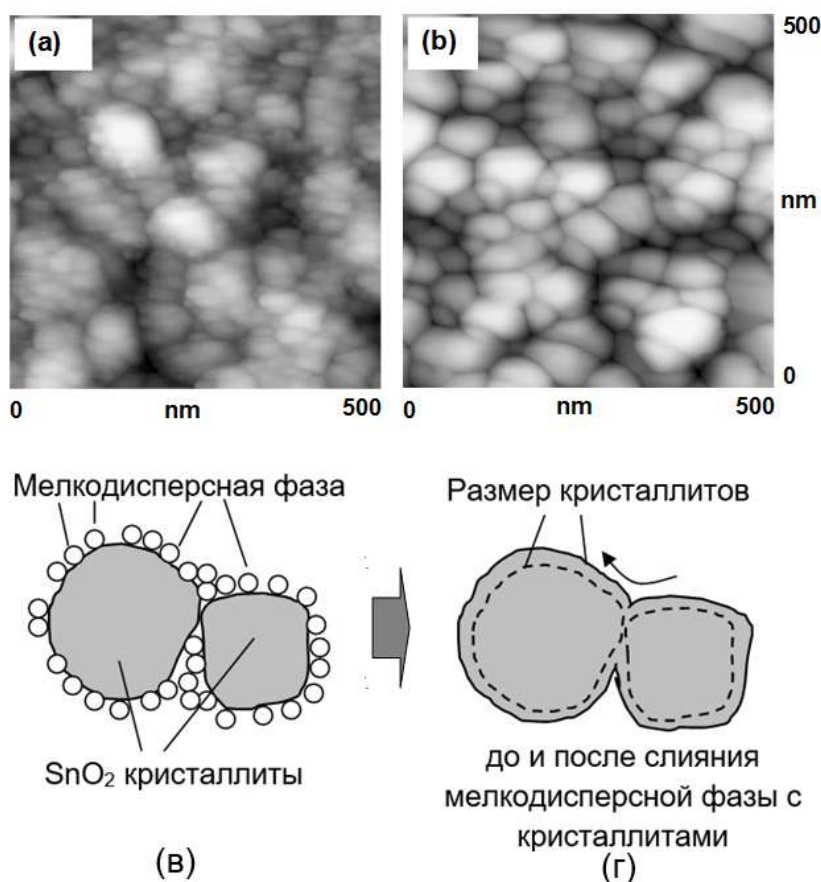 (a)
(b)
500
nm
0
0 nm 500
0 nm 500
Мелкодисперсная фаза
SnO2 кристаллиты
(в)
Размер кристаллитов
до и после слияния
мелкодисперсной фазы с
кристаллитами
(г)